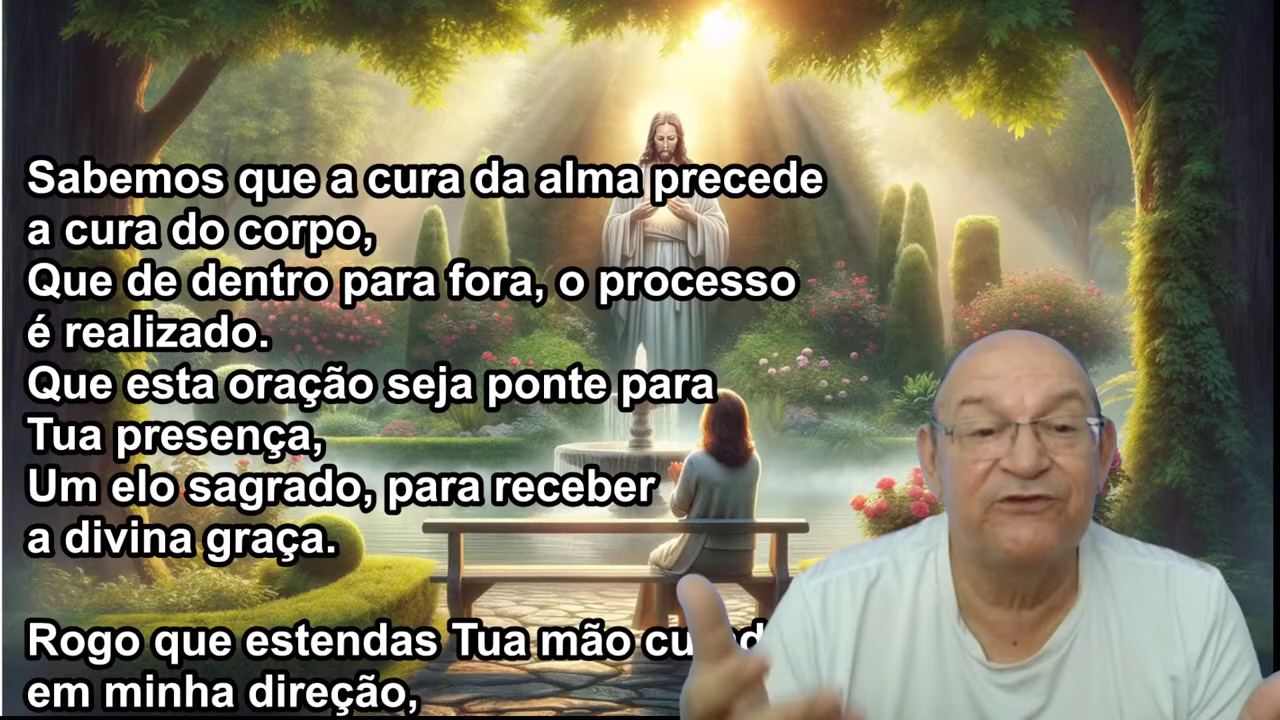 Sabemos que a cura da alma precede
a cura do corpo,
Que de dentro para fora, o processo
é realizado.
Que esta oração seja ponte para
Tua presença,
Um elo sagrado, para receber
a divina graça.
Rogo que estendas Tua mão
em minha direção,